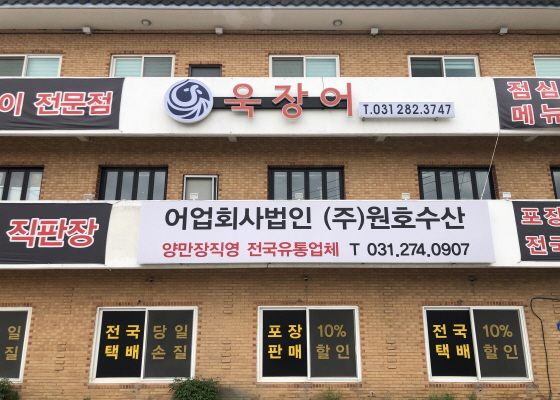 이 전문점
욱장어
T.031 282.3747
점심
메뉴
직판장
어업회사법인 (주)원호수산
양만장직영 전국유통업체 T 031.274.0907
포장
전국
일
질
전국 당일
택배 손질
포장 10%
판매 할인
전국 10%
택배 할인